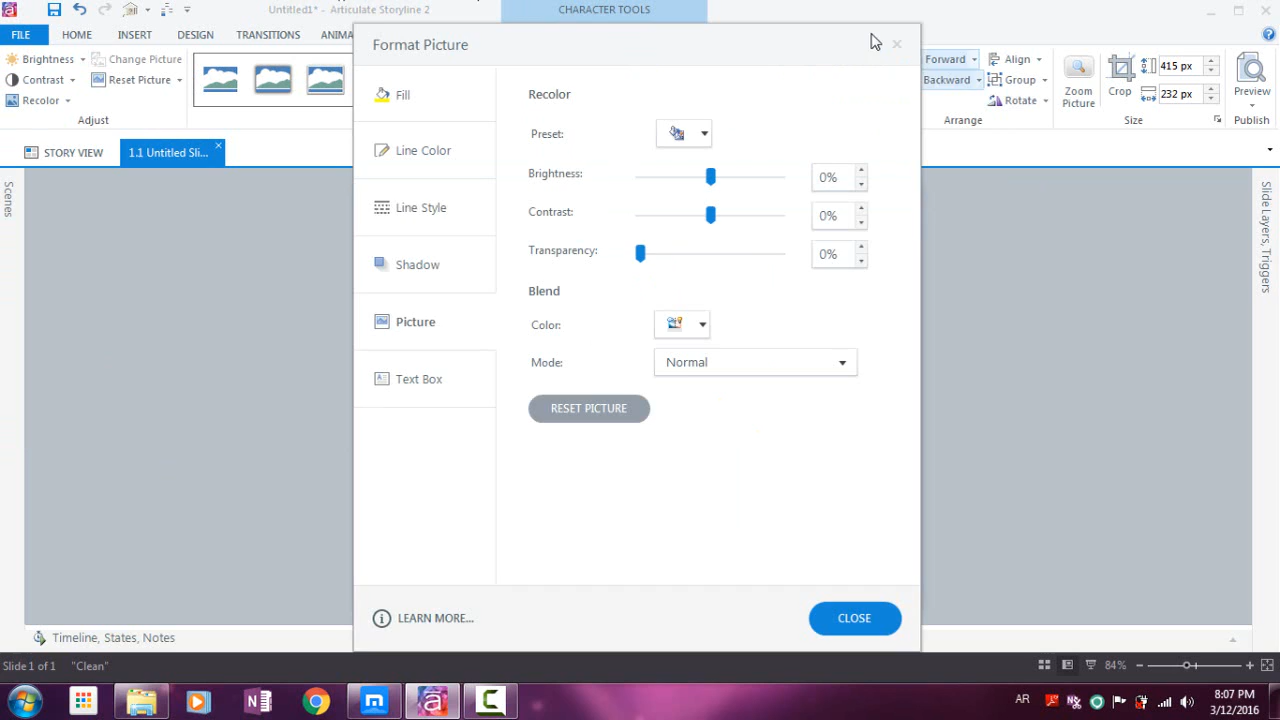 Untitled1* - Articulate Storyline 2
CHARACTER TOOLS
FILE HOME INSERT DESIGN TRANSITIONS ANIMA
Brightness
Contrast
Recolor
Change Picture
Reset Picture
Adjust
Forward
Backward
Align
Group
Rotate
Arrange
Zoom
Picture
Crop
415 px
232 px
Size
Preview
Publish
STORY VIEW
1.1 Untitled Sli...
Scenes
Slide Layers, Triggers
Format Picture
Fill
Line Color
Line Style
Shadow
Picture
Text Box
Recolor
Preset:
Brightness: 0%
Contrast: 0%
Transparency: 0%
Blend
Color:
Mode: Normal
RESET PICTURE
LEARN MORE...
CLOSE
Timeline, States, Notes
Slide 1 of 1 "Clean"
84%
AR
8:07 PM
3/12/2016